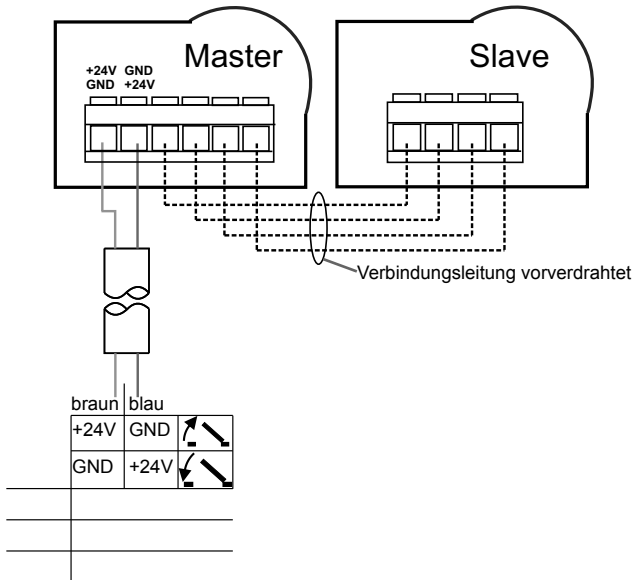 Master
Slave
+24V GND
GND +24V
Verbindungsleitung vorverdrahtet
braun blau
+24V GND
GND +24V